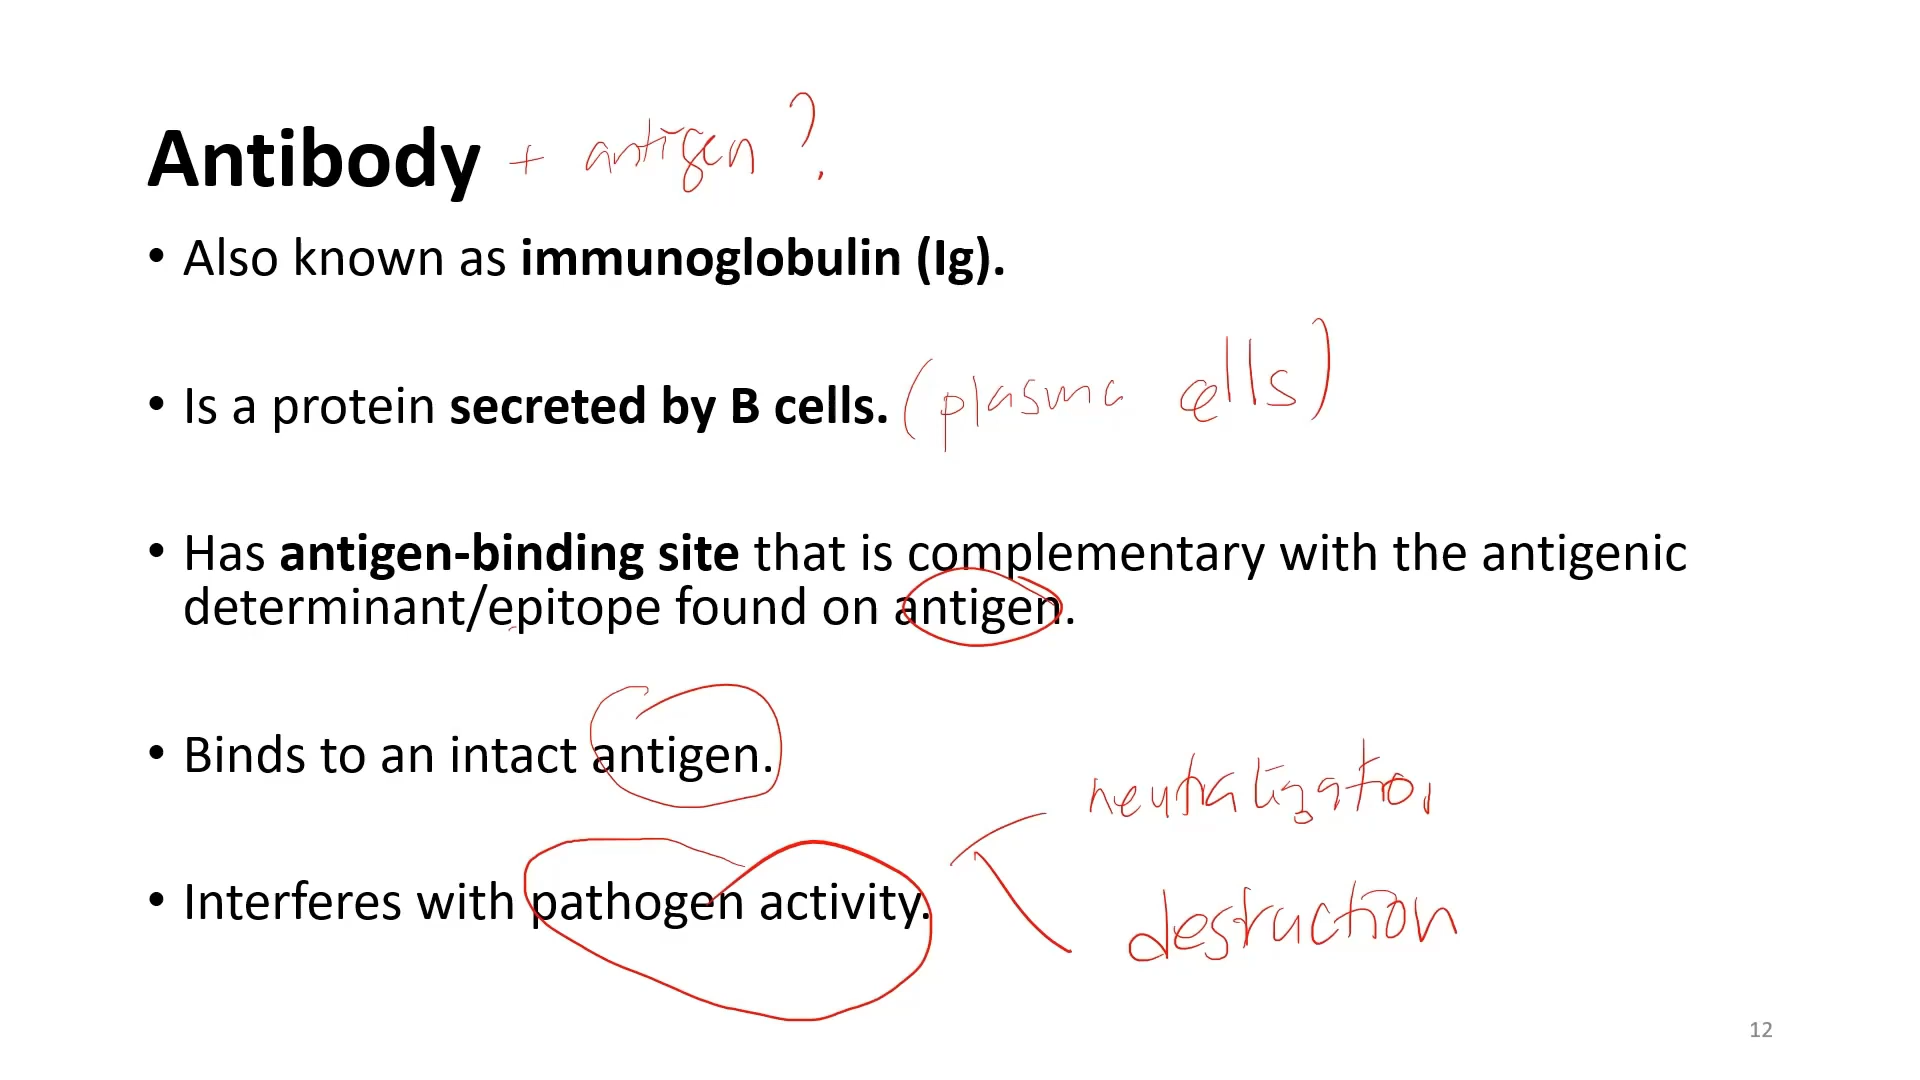 Antibody + antigen ?
• Also known as immunoglobulin (Ig).
• Is a protein secreted by B cells. (plasma cells)
• Has antigen-binding site that is complementary with the antigenic
determinant/epitope found on antigen.
• Binds to an intact antigen.
neutralization
• Interferes with pathogen activity.
destruction
12